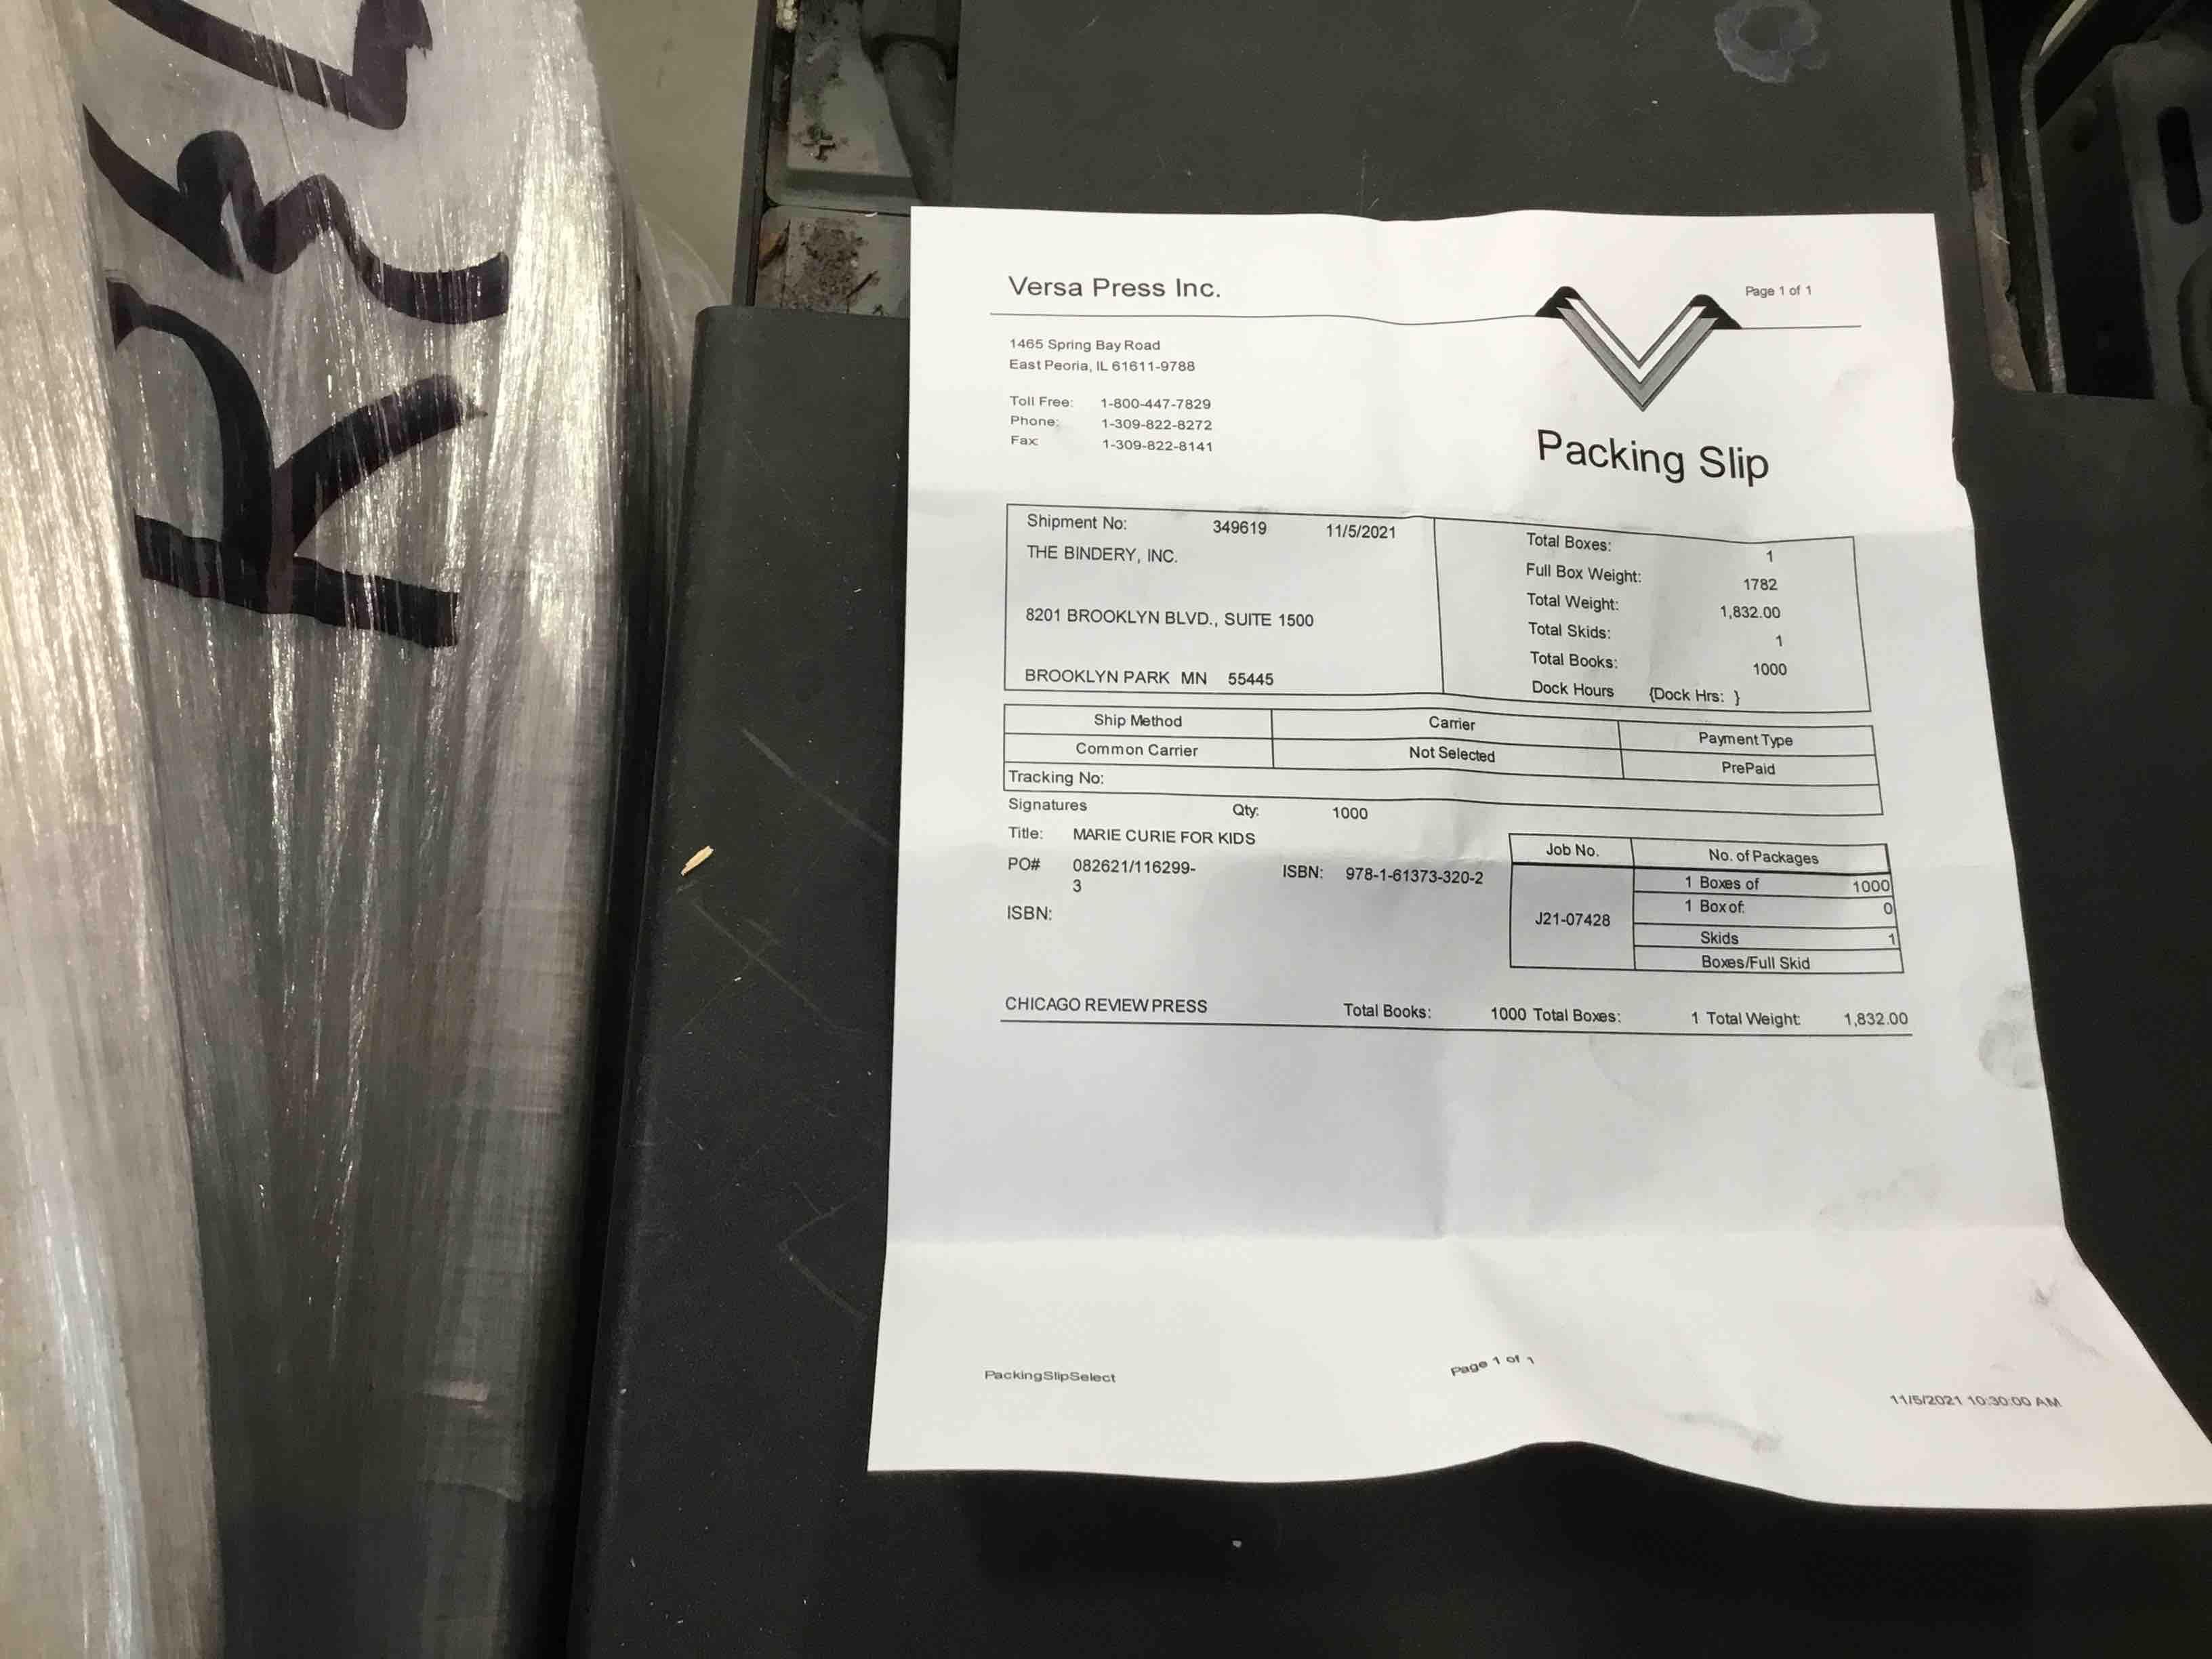 Versa Press Inc.
Page 1 of 1
1465 Spring Bay Road
East Peoria, IL 61611-9788
Toll Free: 1-800-447-7829
Phone: 1-309-822-8272
Fax: 1-309-822-8141
Packing Slip
Shipment No: 349619 11/5/2021
THE BINDERY, INC.
8201 BROOKLYN BLVD., SUITE 1500
BROOKLYN PARK MN 55445
Total Boxes: 1
Full Box Weight: 1782
Total Weight: 1,832.00
Total Skids: 1
Total Books: 1000
Dock Hours {Dock Hrs: }
Ship Method Carrier Payment Type
Common Carrier Not Selected PrePaid
Tracking No:
Signatures Qty: 1000
Title: MARIE CURIE FOR KIDS
PO# 082621/116299-
3
ISBN: 978-1-61373-320-2
ISBN:
Job No. No. of Packages
J21-07428
1 Boxes of 1000
1 Box of: 0
Skids 1
Boxes/Full Skid
CHICAGO REVIEW PRESS Total Books: 1000 Total Boxes: 1 Total Weight: 1,832.00
PackingSlipSelect
Page 1 of 1
11/5/2021 10:30:00 AM